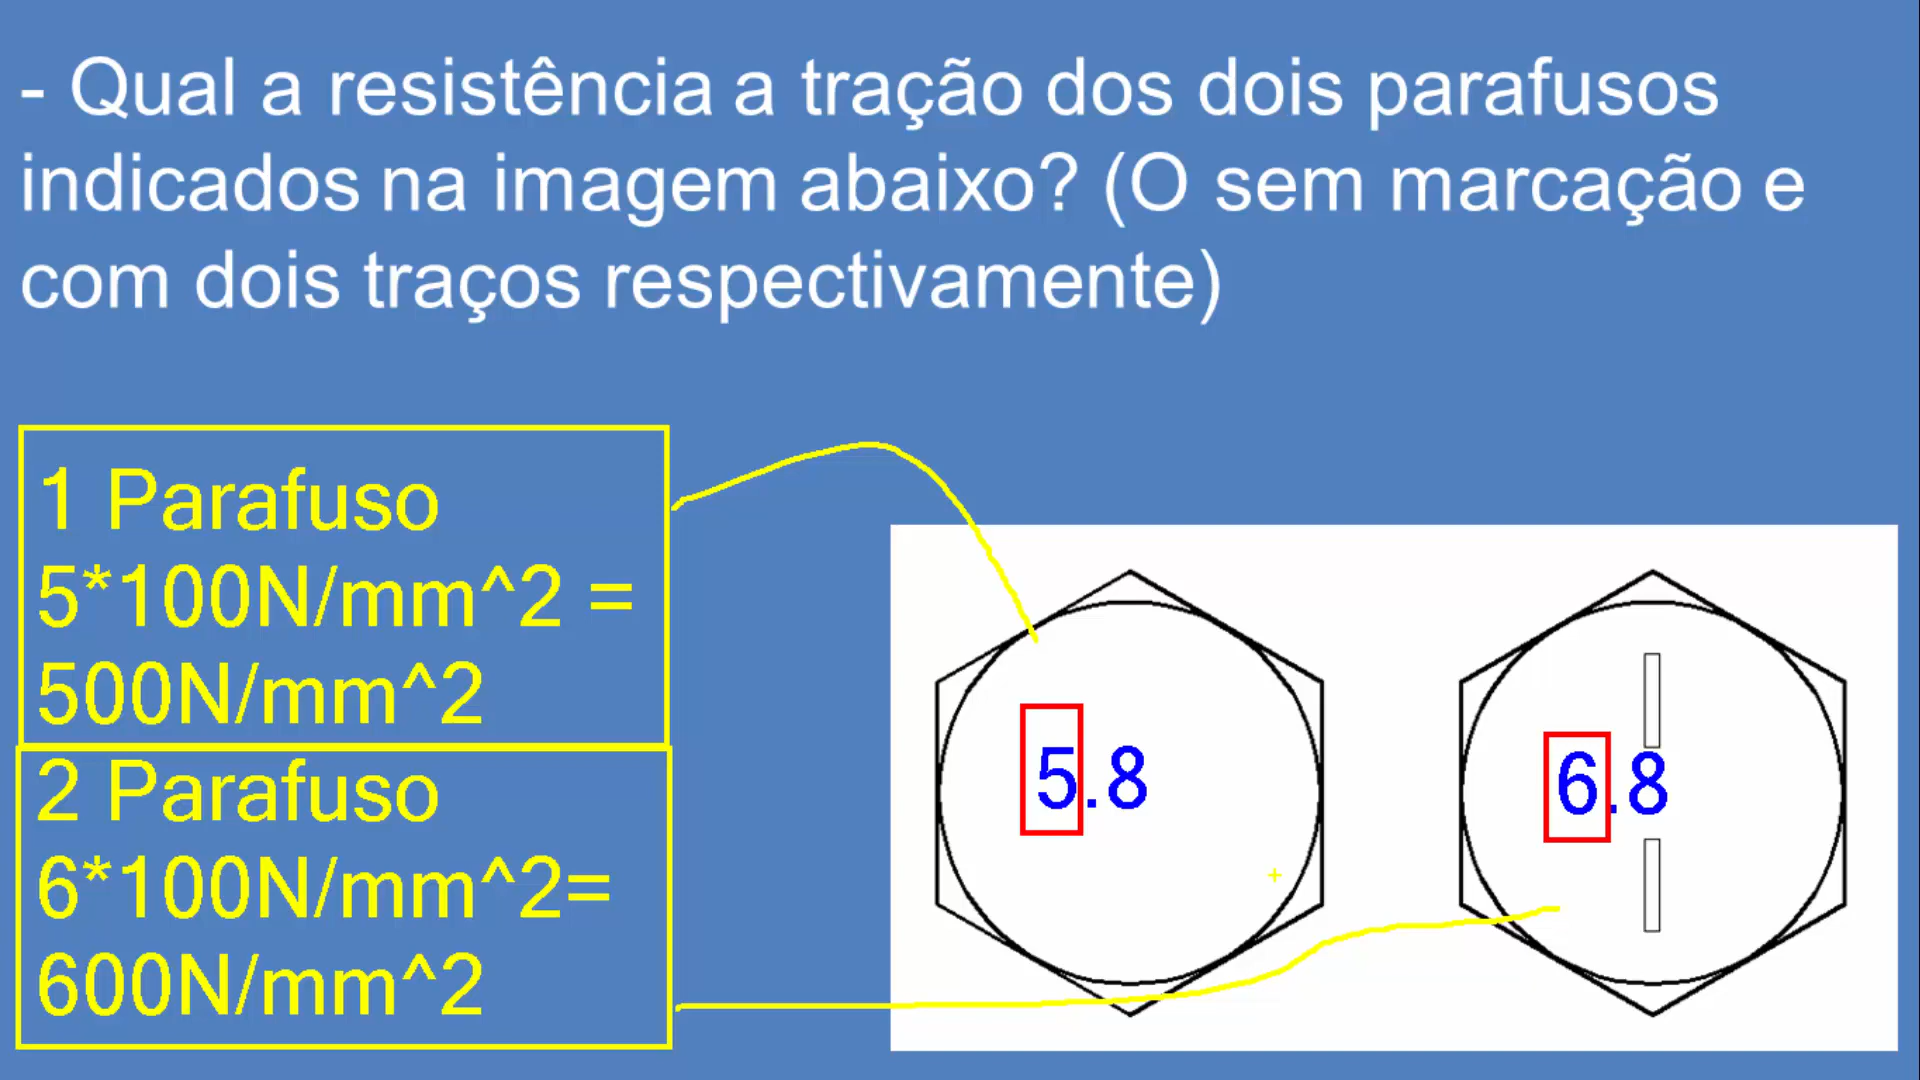 - Qual a resistência a tração dos dois parafusos
indicados na imagem abaixo? (O sem marcação e
com dois traços respectivamente)
1 Parafuso
5*100N/mm^2 =
500N/mm^2
2 Parafuso
6*100N/mm^2=
600N/mm^2
5.8
6.8